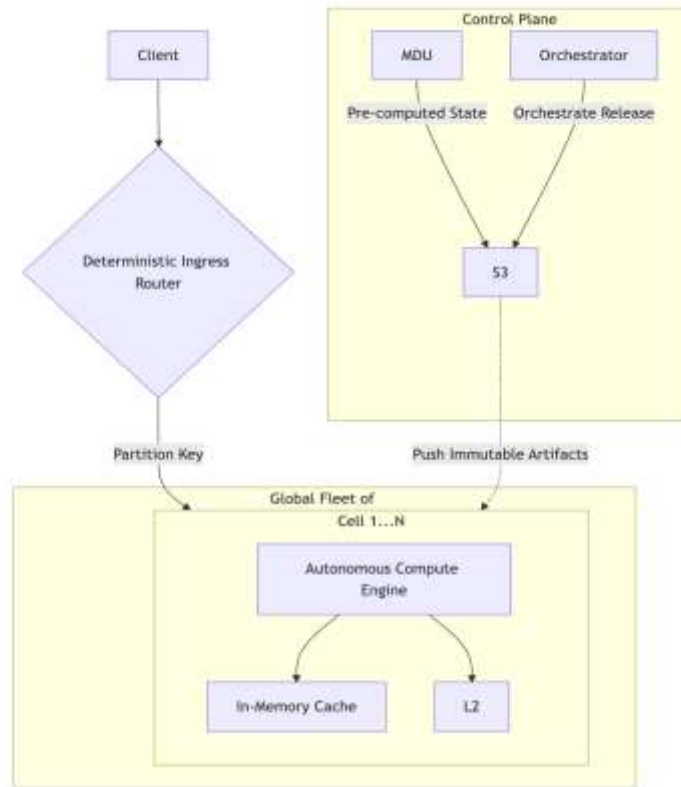 Control Plane
Client
MDU
Orchestrator
Pre-computed State
Orchestrate Release
Deterministic Ingress
Router
S3
Partition Key
Push Immutable Artifacts
Global Fleet of
Cell 1...N
Autonomous Compute
Engine
In-Memory Cache
L2